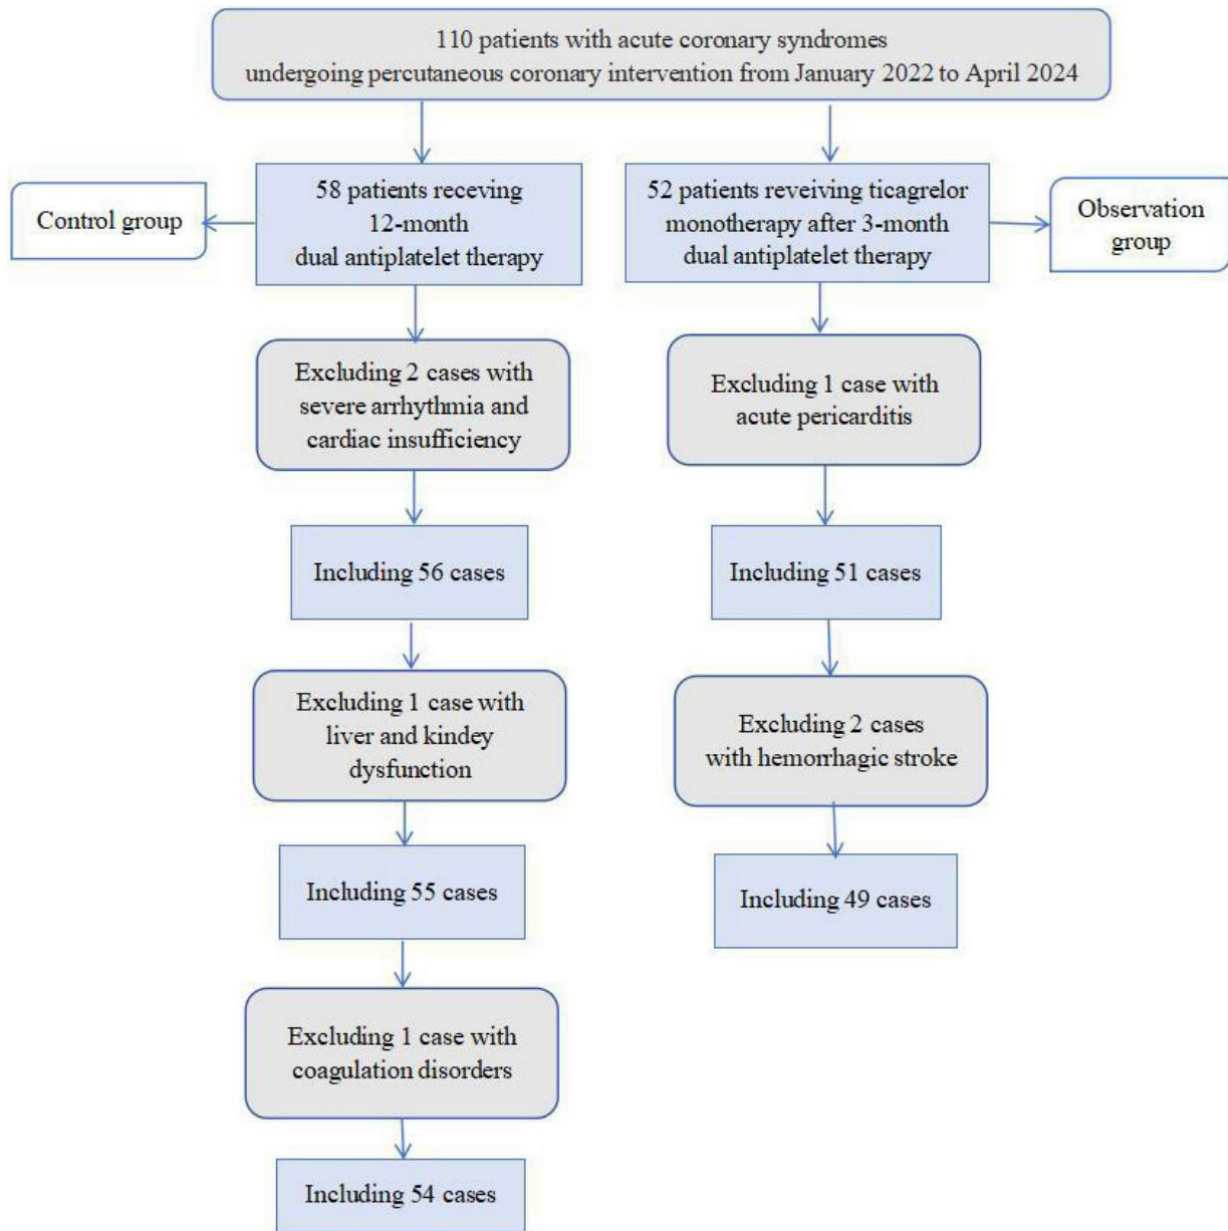 110 patients with acute coronary syndromes
undergoing percutaneous coronary intervention from January 2022 to April 2024
Control group
58 patients receving
12-month
dual antiplatelet therapy
52 patients reveiving ticagrelor
monotherapy after 3-month
dual antiplatelet therapy
Observation
group
Excluding 2 cases with
severe arrhythmia and
cardiac insufficiency
Excluding 1 case with
acute pericarditis
Including 56 cases
Including 51 cases
Excluding 1 case with
liver and kindey
dysfunction
Excluding 2 cases
with hemorrhagic stroke
Including 55 cases
Including 49 cases
Excluding 1 case with
coagulation disorders
Including 54 cases